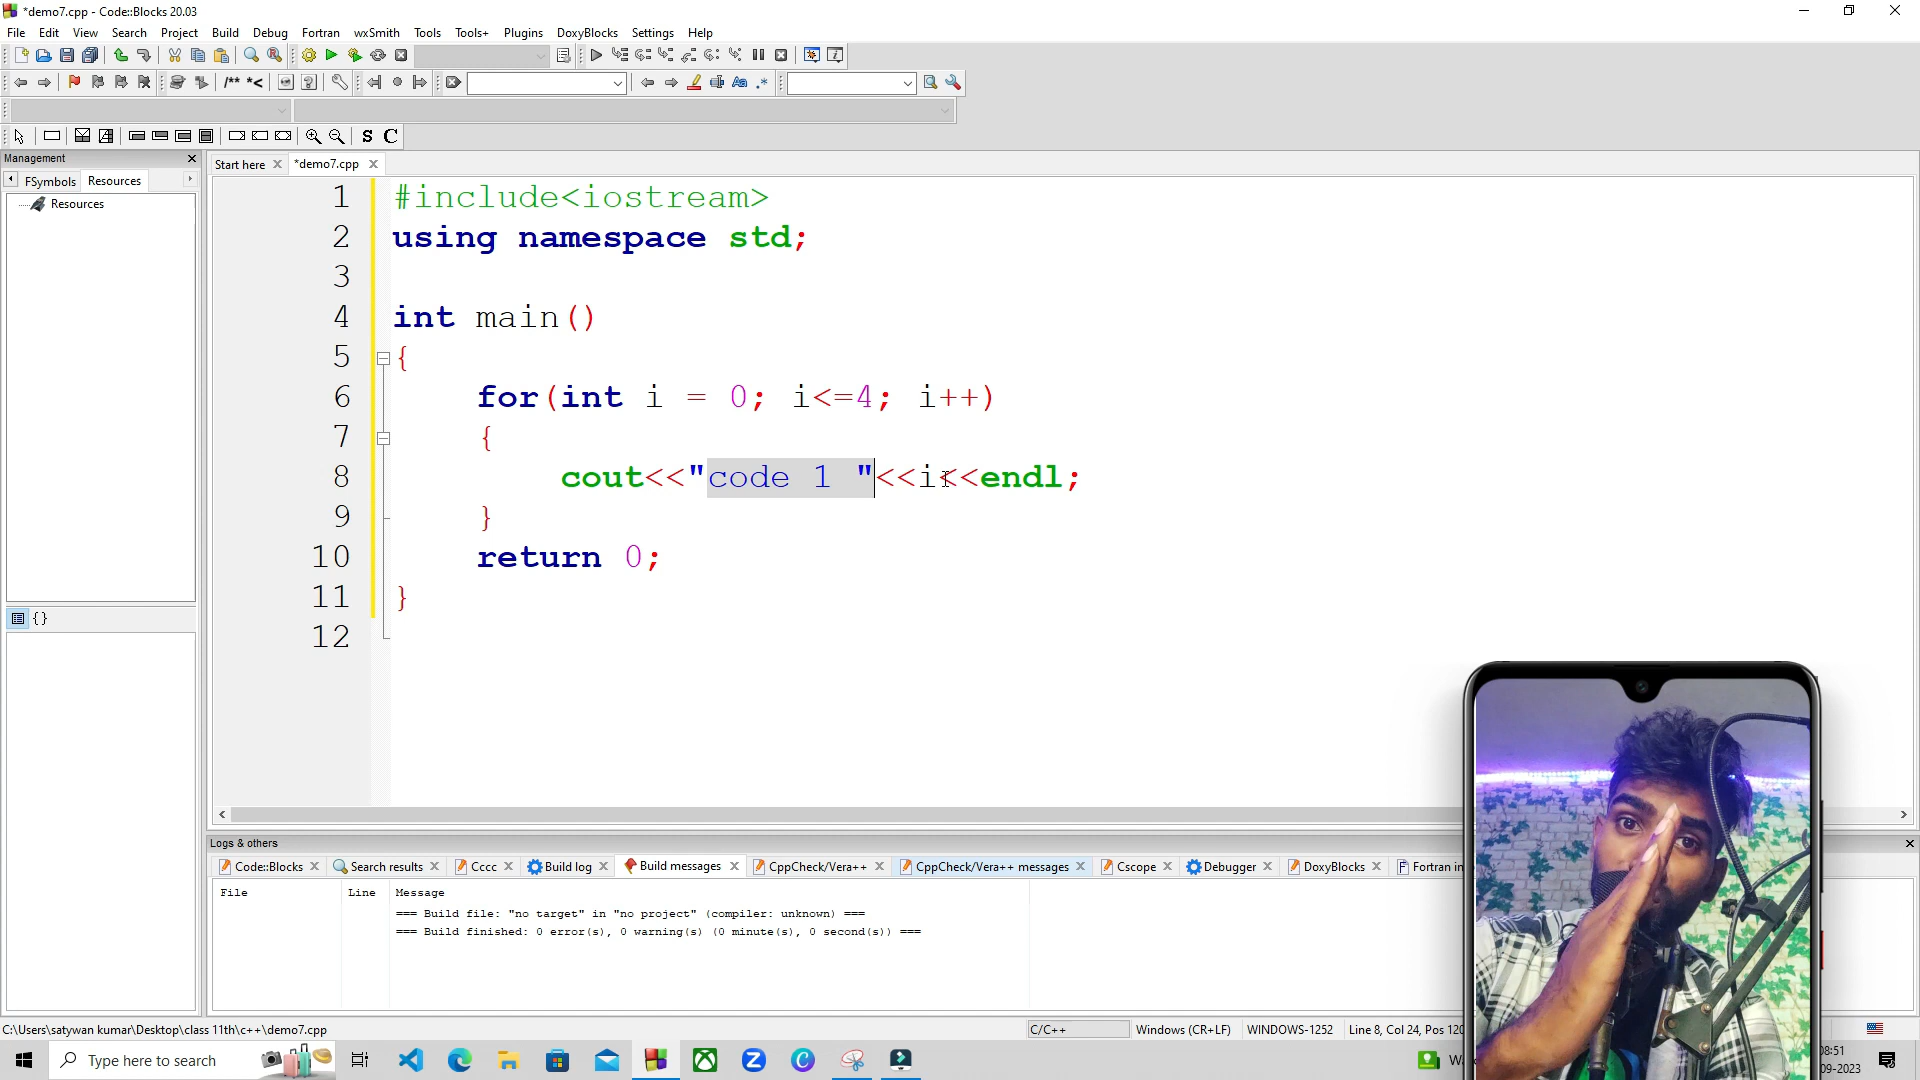 *demo7.cpp - Code::Blocks 20.03
File Edit View Search Project Build Debug Fortran wxSmith Tools Tools+ Plugins DoxyBlocks Settings Help
/** *<
Aa .*
S C
Management
FSymbols Resources
Resources
{}
Start here *demo7.cpp
1 #include<iostream>
2 using namespace std;
3
4 int main()
5 {
6 for(int i = 0; i<=4; i++)
7 {
8 cout<<"code 1 "<<i<<endl;
9 }
10 return 0;
11 }
12
Logs & others
Code::Blocks Search results Cccc Build log Build messages CppCheck/Vera++ CppCheck/Vera++ messages Cscope Debugger DoxyBlocks Fortran in
File Line Message
=== Build file: "no target" in "no project" (compiler: unknown) ===
=== Build finished: 0 error(s), 0 warning(s) (0 minute(s), 0 second(s)) ===
C:\Users\satywan kumar\Desktop\class 11th\c++\demo7.cpp C/C++ Windows (CR+LF) WINDOWS-1252 Line 8, Col 24, Pos 120
Type here to search
08:51
09-2023